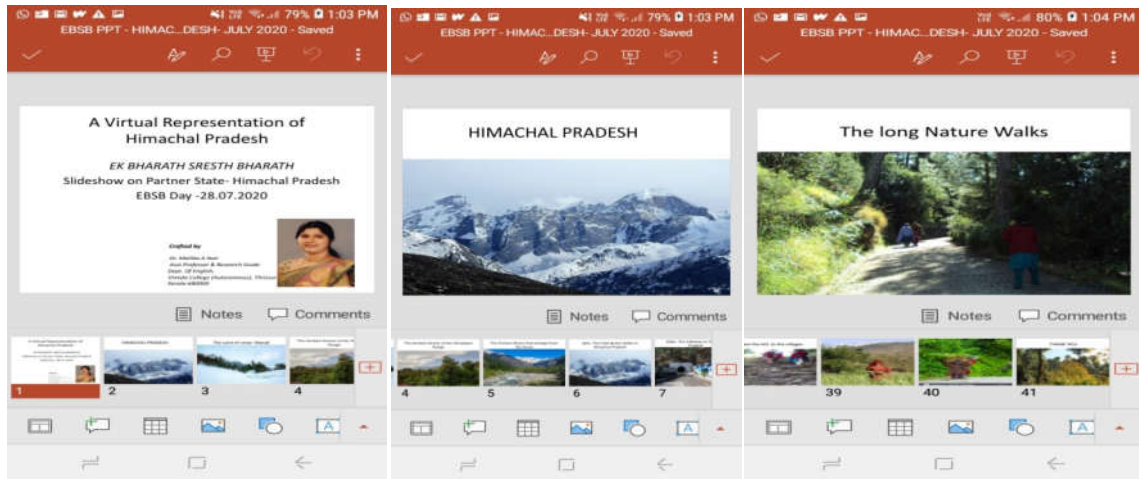 79% 1:03 PM
EBSB PPT - HIMAC...DESH- JULY 2020 - Saved
A Virtual Representation of
Himachal Pradesh
EK BHARATH SRESTH BHARATH
Slideshow on Partner State- Himachal Pradesh
EBSB Day -28.07.2020
Crafted by
Dept. Of English
Notes Comments
1 2 3 4
79% 1:03 PM
EBSB PPT - HIMAC...DESH- JULY 2020 - Saved
HIMACHAL PRADESH
Notes Comments
4 5 6 7
80% 1:04 PM
EBSB PPT - HIMAC...DESH- JULY 2020 - Saved
The long Nature Walks
Notes Comments
39 40 41